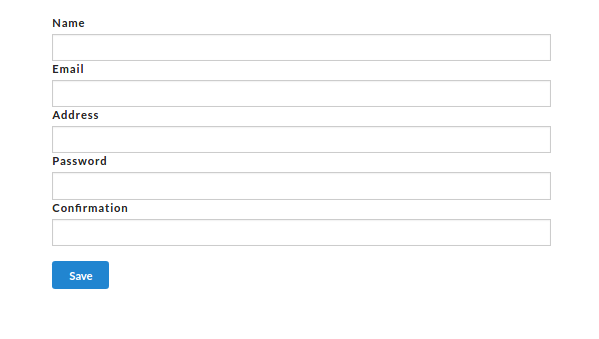 Name
Email
Address
Password
Confirmation
Save